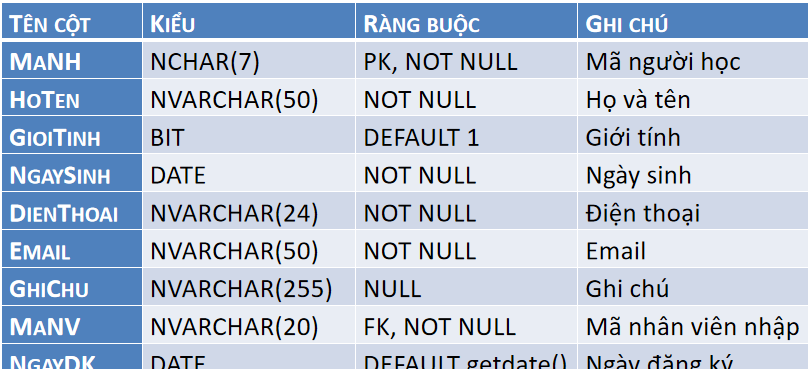 TÊN CỘT KIỂU RÀNG BUỘC GHI CHÚ
MANH NCHAR(7) PK, NOT NULL Mã người học
HOTEN NVARCHAR(50) NOT NULL Họ và tên
GIOITINH BIT DEFAULT 1 Giới tính
NGAYSINH DATE NOT NULL Ngày sinh
DIENTHOAI NVARCHAR(24) NOT NULL Điện thoại
EMAIL NVARCHAR(50) NOT NULL Email
GHICHU NVARCHAR(255) NULL Ghi chú
MANV NVARCHAR(20) FK, NOT NULL Mã nhân viên nhập
NGAYDK DATE DEFAULT getdate() Ngày đăng ký